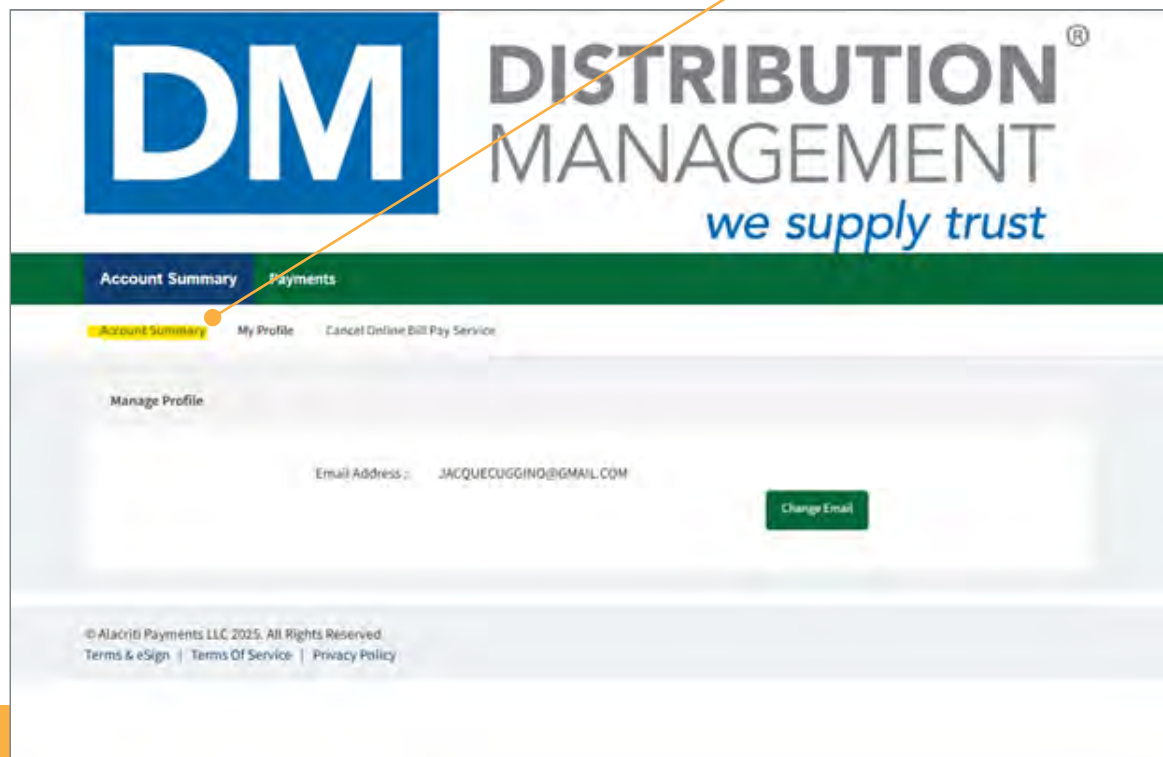 DM DISTRIBUTION®
MANAGEMENT
we supply trust
Account Summary Payments
Account Summary My Profile Cancel Online Bill Pay Service
Manage Profile
Email Address : JACQUECUGGINO@GMAIL.COM
Change Email
© Alacriti Payments LLC 2025. All Rights Reserved
Terms & eSign | Terms Of Service | Privacy Policy